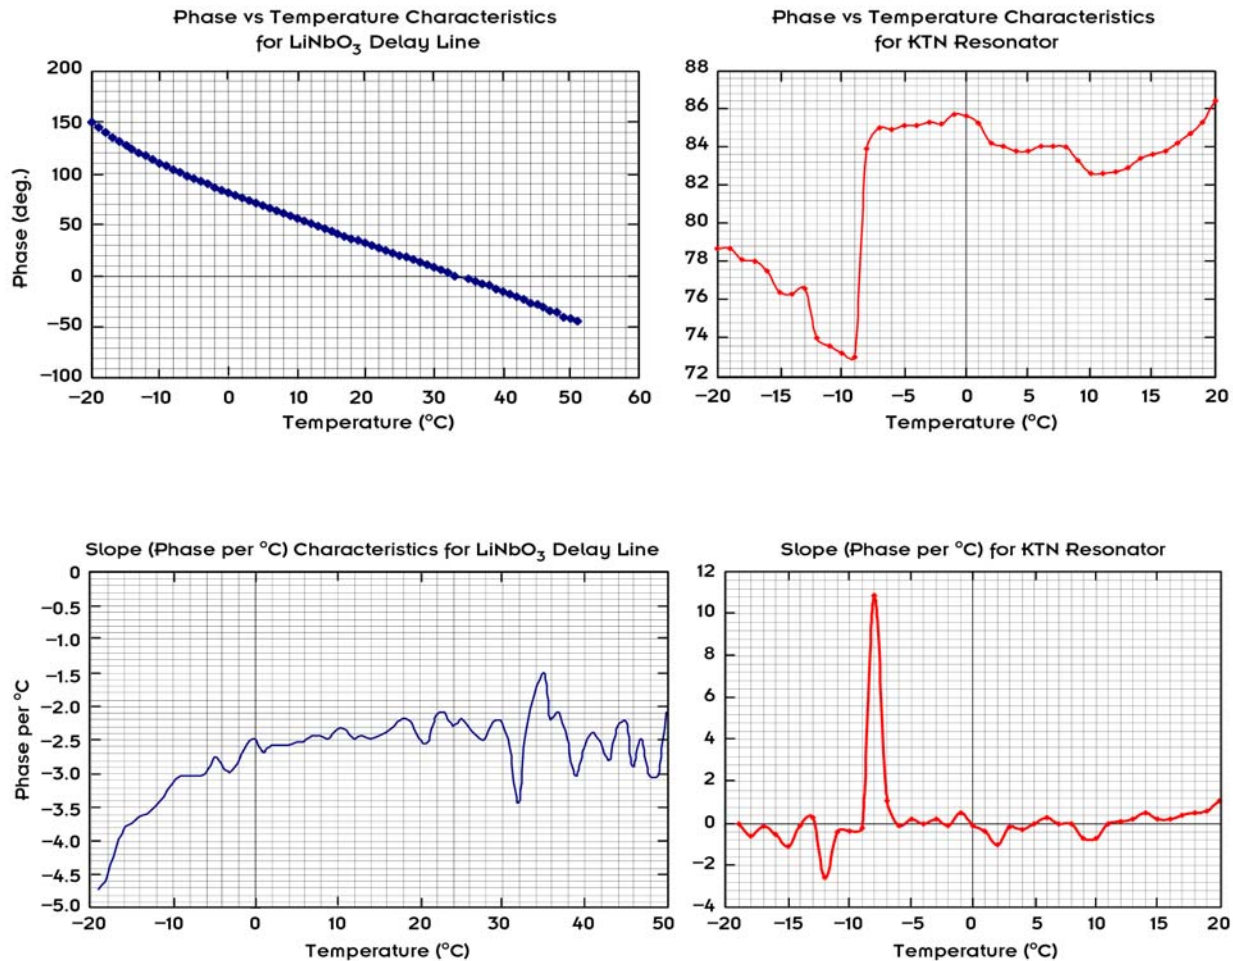 Phase vs Temperature Characteristics
for LiNbO3 Delay Line
200
150
100
50
0
−50
−100
Phase (deg.)
−20 −10 0 10 20 30 40 50 60
Temperature (°C)
Phase vs Temperature Characteristics
for KTN Resonator
88
86
84
82
80
78
76
74
72
−20 −15 −10 −5 0 5 10 15 20
Temperature (°C)
Slope (Phase per °C) Characteristics for LiNbO3 Delay Line
0
−0.5
−1.0
−1.5
−2.0
−2.5
−3.0
−3.5
−4.0
−4.5
−5.0
Phase per °C
−20 −10 0 10 20 30 40 50
Temperature (°C)
Slope (Phase per °C) for KTN Resonator
12
10
8
6
4
2
0
−2
−4
−20 −15 −10 −5 0 5 10 15 20
Temperature (°C)